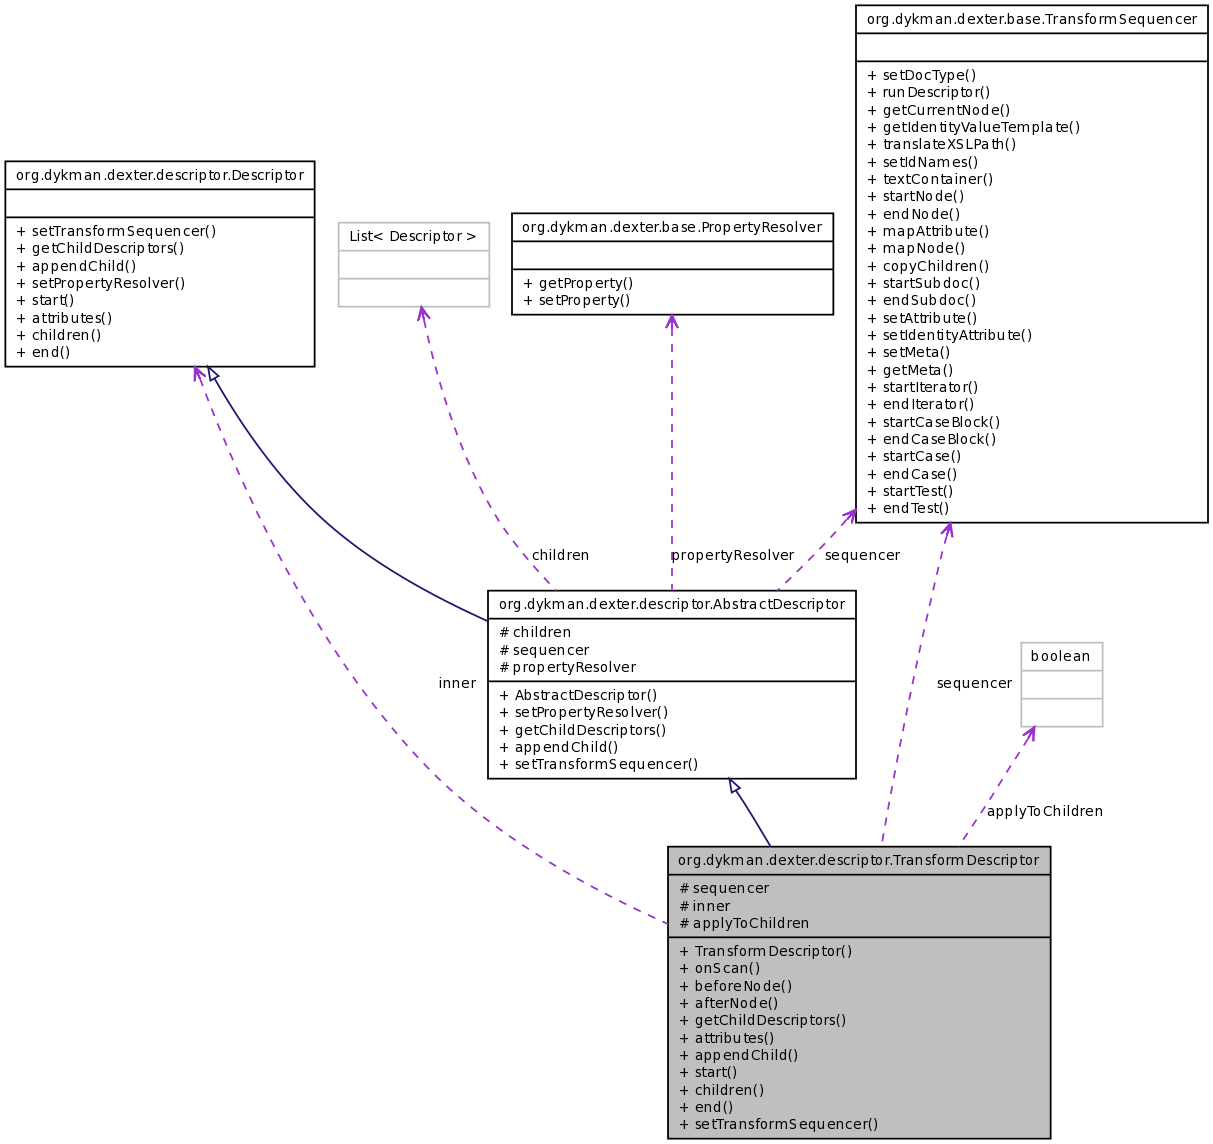 org.dykman.dexter.base.TransformSequencer
+ setDocType()
+ runDescriptor()
+ getCurrentNode()
+ getIdentityValueTemplate()
+ translateXSLPath()
+ setIdNames()
+ textContainer()
+ startNode()
+ endNode()
+ mapAttribute()
+ mapNode()
+ copyChildren()
+ startSubdoc()
+ endSubdoc()
+ setAttribute()
+ setIdentityAttribute()
+ setMeta()
+ getMeta()
+ startIterator()
+ endIterator()
+ startCaseBlock()
+ endCaseBlock()
+ startCase()
+ endCase()
+ startTest()
+ endTest()
org.dykman.dexter.descriptor.Descriptor
+ setTransformSequencer()
+ getChildDescriptors()
+ appendChild()
+ setPropertyResolver()
+ start()
+ attributes()
+ children()
+ end()
List< Descriptor >
org.dykman.dexter.base.PropertyResolver
+ getProperty()
+ setProperty()
children
propertyResolver
sequencer
org.dykman.dexter.descriptor.AbstractDescriptor
# children
# sequencer
# propertyResolver
+ AbstractDescriptor()
+ setPropertyResolver()
+ getChildDescriptors()
+ appendChild()
+ setTransformSequencer()
inner
sequencer
boolean
applyToChildren
org.dykman.dexter.descriptor.TransformDescriptor
# sequencer
# inner
# applyToChildren
+ TransformDescriptor()
+ onScan()
+ beforeNode()
+ afterNode()
+ getChildDescriptors()
+ attributes()
+ appendChild()
+ start()
+ children()
+ end()
+ setTransformSequencer()